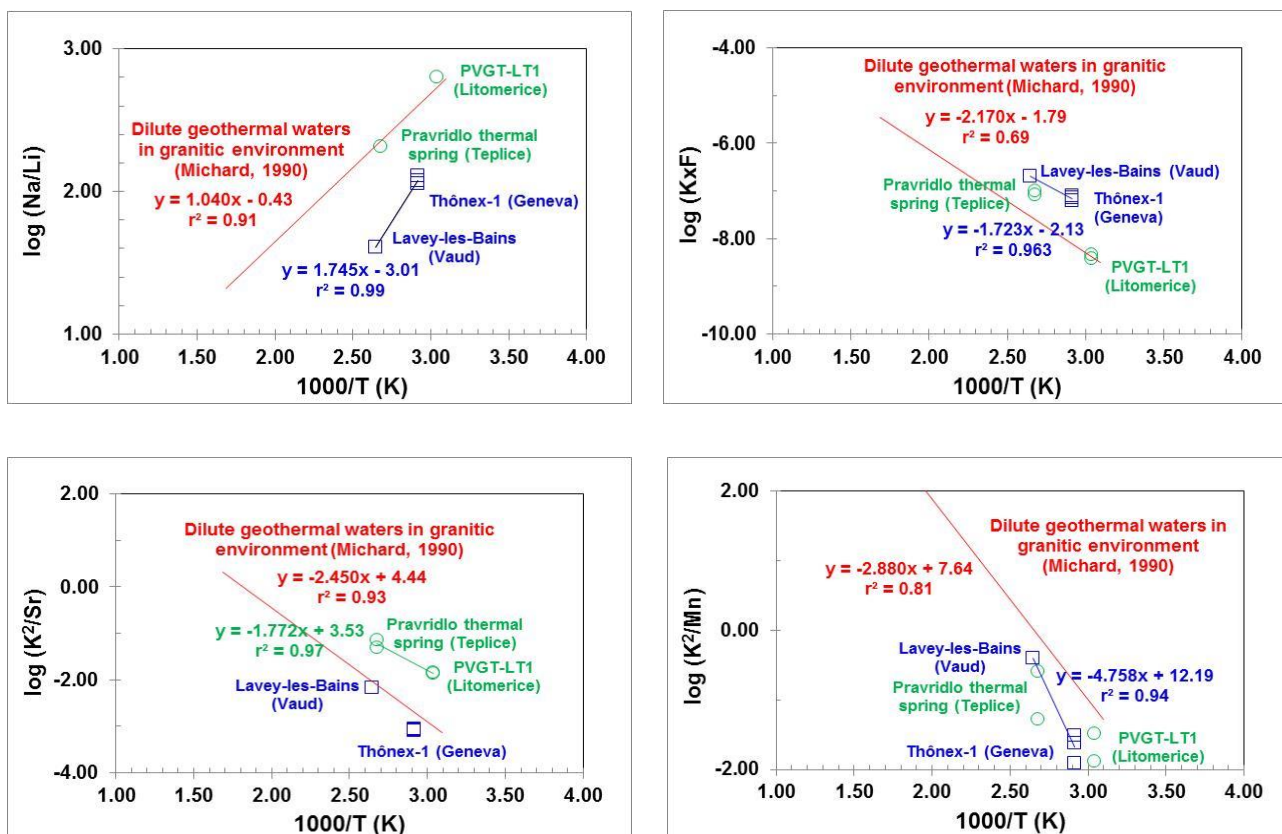 3.00
2.00
1.00
log (Na/Li)
PVGT-LT1
(Litomerice)
Dilute geothermal waters
in granitic environment
(Michard, 1990)
y = 1.040x - 0.43
r² = 0.91
Pravridlo thermal
spring (Teplice)
Thônex-1 (Geneva)
Lavey-les-Bains
(Vaud)
y = 1.745x - 3.01
r² = 0.99
1.00 1.50 2.00 2.50 3.00 3.50 4.00
1000/T (K)
-4.00
-6.00
-8.00
-10.00
log (KxF)
Dilute geothermal waters in granitic
environment (Michard, 1990)
y = -2.170x - 1.79
r² = 0.69
Lavey-les-Bains (Vaud)
Pravridlo thermal
spring (Teplice)
Thônex-1
(Geneva)
y = -1.723x - 2.13
r² = 0.963
PVGT-LT1
(Litomerice)
1.00 1.50 2.00 2.50 3.00 3.50 4.00
1000/T (K)
2.00
0.00
-2.00
-4.00
log (K²/Sr)
Dilute geothermal waters in granitic
environment (Michard, 1990)
y = -2.450x + 4.44
r² = 0.93
y = -1.772x + 3.53
r² = 0.97
Pravridlo thermal
spring (Teplice)
PVGT-LT1
(Litomerice)
Lavey-les-Bains
(Vaud)
Thônex-1 (Geneva)
1.00 1.50 2.00 2.50 3.00 3.50 4.00
1000/T (K)
2.00
0.00
-2.00
log (K²/Mn)
Dilute geothermal waters in
granitic environment
(Michard, 1990)
y = -2.880x + 7.64
r² = 0.81
Lavey-les-Bains
(Vaud)
Pravridlo thermal
spring (Teplice)
y = -4.758x + 12.19
r² = 0.94
Thônex-1 (Geneva)
PVGT-LT1
(Litomerice)
1.00 1.50 2.00 2.50 3.00 3.50 4.00
1000/T (K)